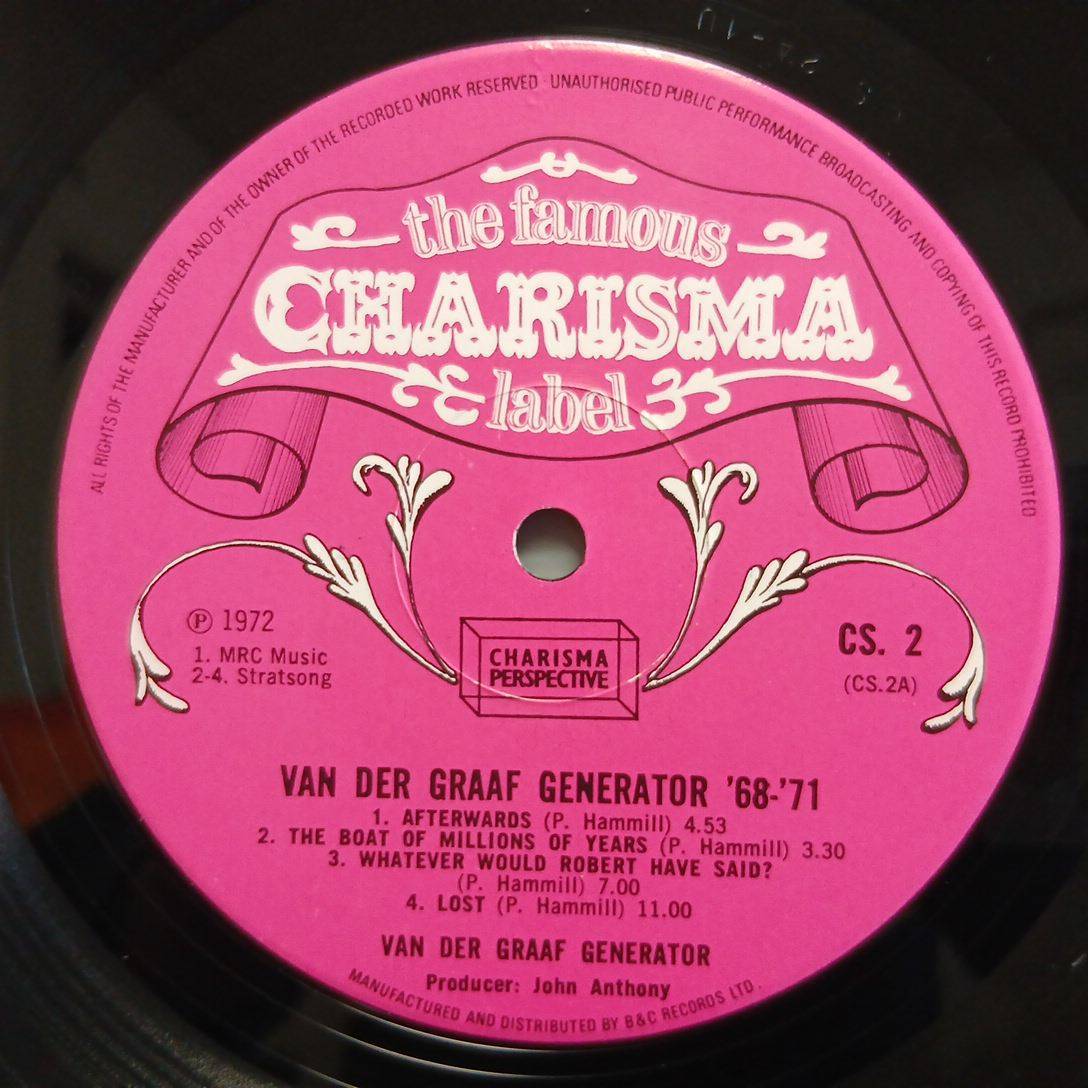 ALL RIGHTS OF THE MANUFACTURER AND OF THE OWNER OF THE RECORDED WORK RESERVED · UNAUTHORISED PUBLIC PERFORMANCE BROADCASTING AND COPYING OF THIS RECORD PROHIBITED
the famous
CHARISMA
label
℗ 1972
1. MRC Music
2-4. Stratsong
CHARISMA
PERSPECTIVE
CS. 2
(CS.2A)
VAN DER GRAAF GENERATOR '68-'71
1. AFTERWARDS (P. Hammill) 4.53
2. THE BOAT OF MILLIONS OF YEARS (P. Hammill) 3.30
3. WHATEVER WOULD ROBERT HAVE SAID?
(P. Hammill) 7.00
4. LOST (P. Hammill) 11.00
VAN DER GRAAF GENERATOR
Producer: John Anthony
MANUFACTURED AND DISTRIBUTED BY B&C RECORDS LTD.